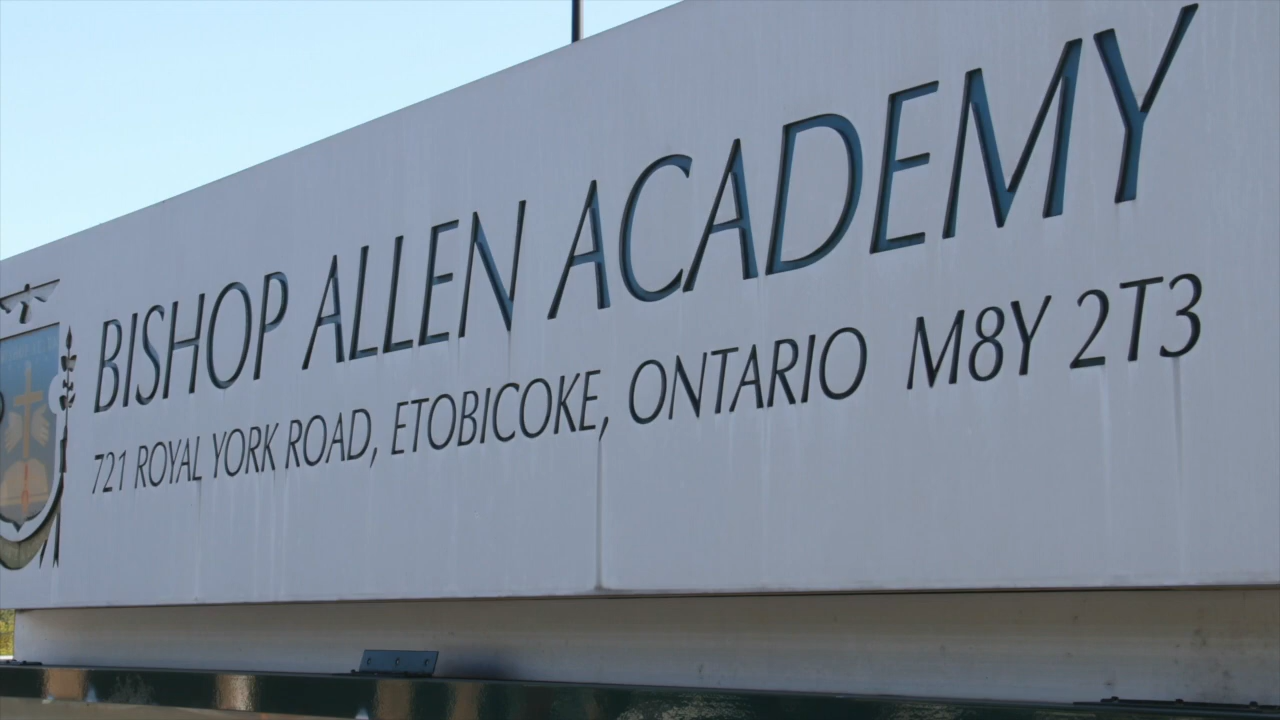 BISHOP ALLEN ACADEMY
721 ROYAL YORK ROAD, ETOBICOKE, ONTARIO M8Y 2T3